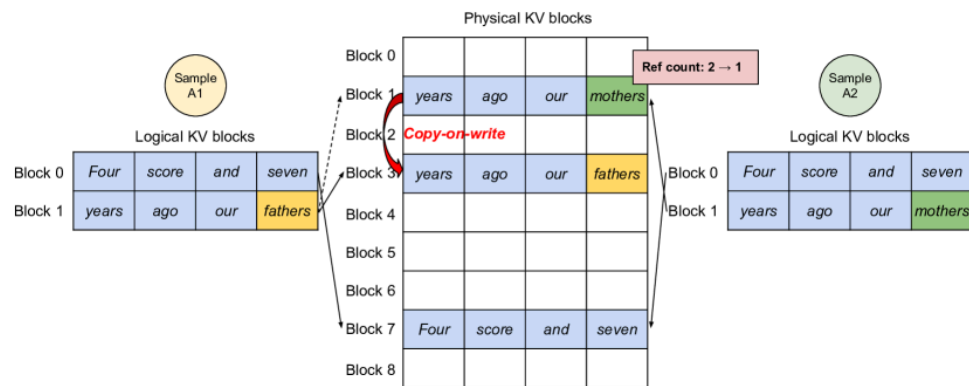 Physical KV blocks
Block 0
Ref count: 2 → 1
Sample
A1
Block 1
years ago our mothers
Sample
A2
Logical KV blocks
Block 2
Copy-on-write
Logical KV blocks
Block 0
Four score and seven
Block 3
years ago our fathers
Block 0
Four score and seven
Block 1
years ago our fathers
Block 4
Block 1
years ago our mothers
Block 5
Block 6
Block 7
Four score and seven
Block 8